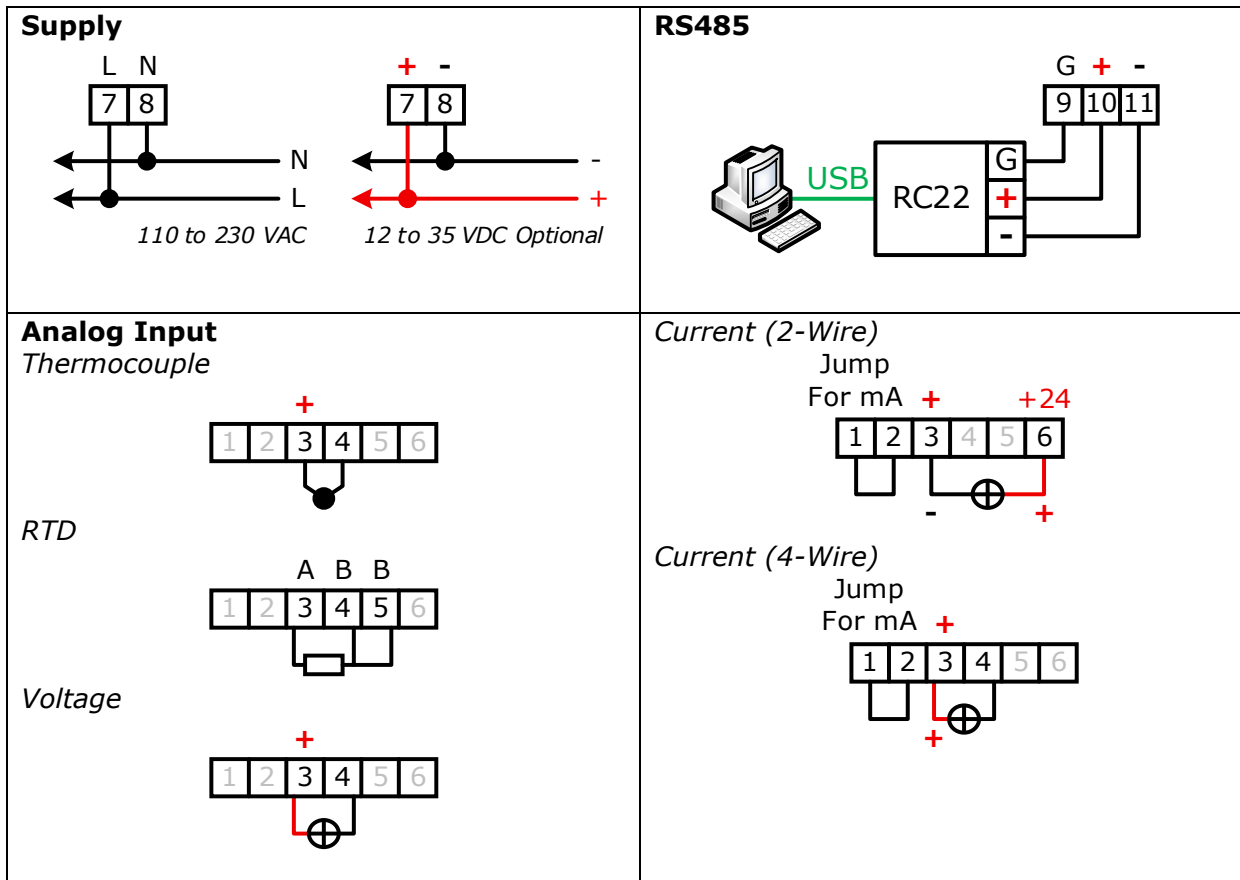 Supply
L N
7 8
N
L
110 to 230 VAC
+ -
7 8
-
+
12 to 35 VDC Optional
RS485
G + -
9 10 11
USB
RC22
G
+
-
Analog Input
Thermocouple
+
1 2 3 4 5 6
RTD
A B B
1 2 3 4 5 6
Voltage
+
1 2 3 4 5 6
Current (2-Wire)
Jump
For mA + +24
1 2 3 4 5 6
- +
Current (4-Wire)
Jump
For mA +
1 2 3 4 5 6
+